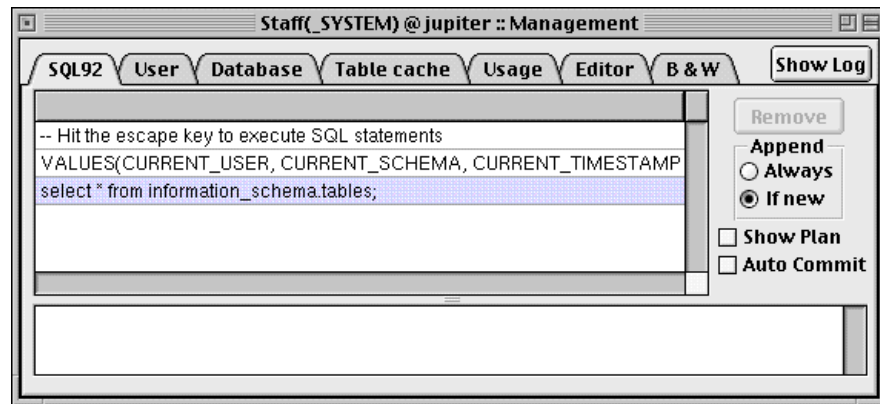 Staff(_SYSTEM) @ jupiter :: Management
SQL92 User Database Table cache Usage Editor B & W Show Log
-- Hit the escape key to execute SQL statements
VALUES(CURRENT_USER, CURRENT_SCHEMA, CURRENT_TIMESTAMP
select * from information_schema.tables;
Remove
Append
Always
If new
Show Plan
Auto Commit